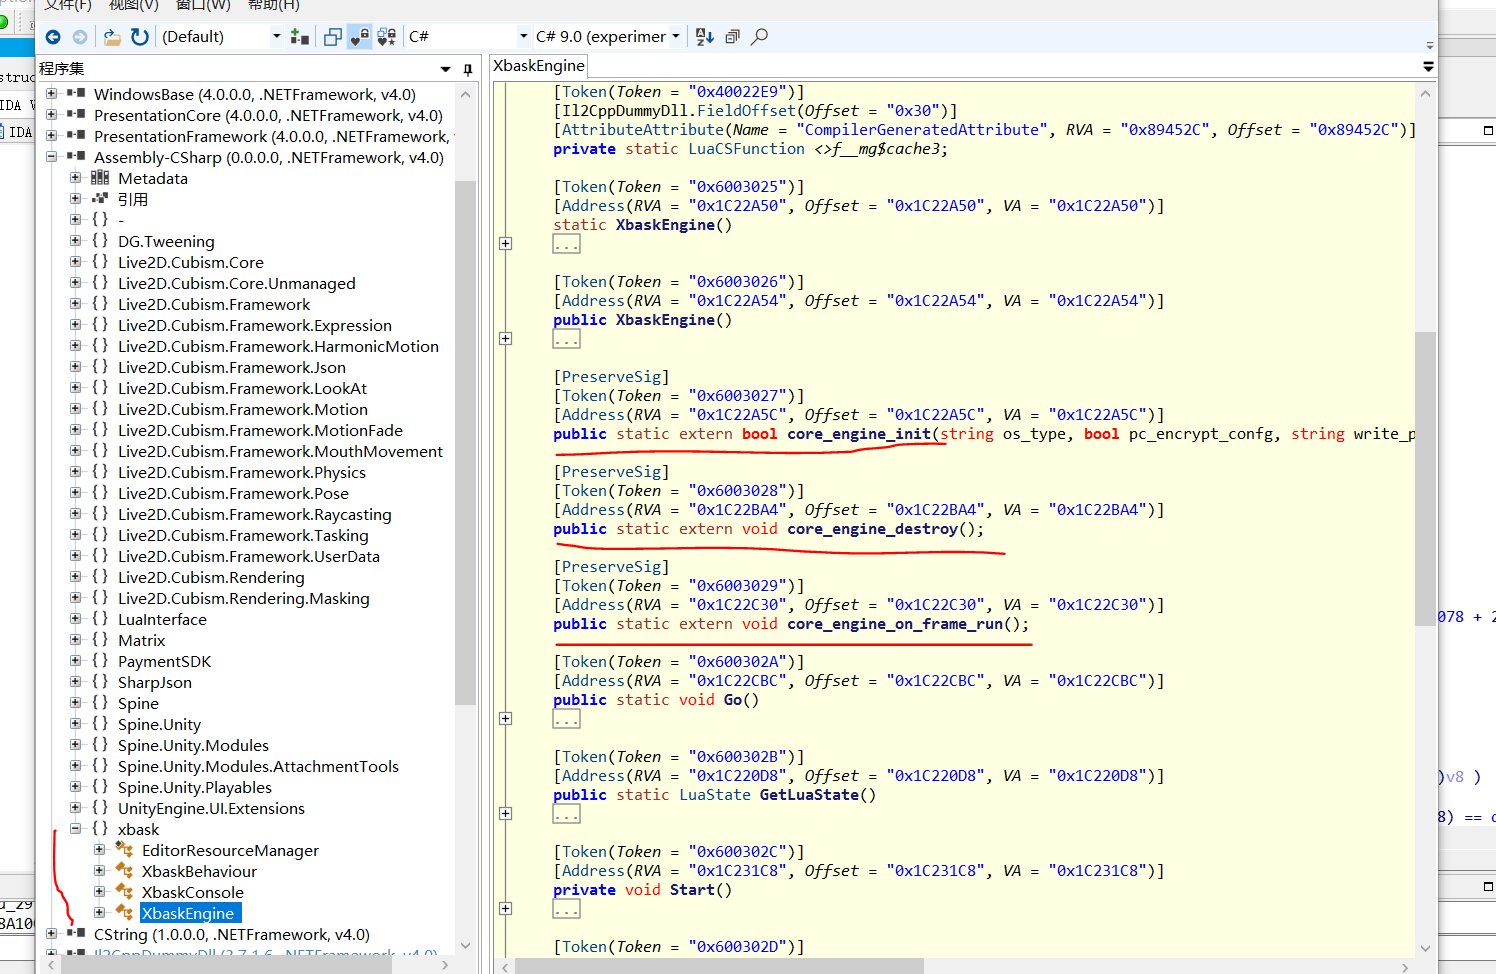 文件(F) 视图(V) 窗口(W) 帮助(H)
(Default) C# C# 9.0 (experimer
程序集
WindowsBase (4.0.0.0, .NETFramework, v4.0)
PresentationCore (4.0.0.0, .NETFramework, v4.0)
PresentationFramework (4.0.0.0, .NETFramework,
Assembly-CSharp (0.0.0.0, .NETFramework, v4.0)
Metadata
引用
-
DG.Tweening
Live2D.Cubism.Core
Live2D.Cubism.Core.Unmanaged
Live2D.Cubism.Framework
Live2D.Cubism.Framework.Expression
Live2D.Cubism.Framework.HarmonicMotion
Live2D.Cubism.Framework.Json
Live2D.Cubism.Framework.LookAt
Live2D.Cubism.Framework.Motion
Live2D.Cubism.Framework.MotionFade
Live2D.Cubism.Framework.MouthMovement
Live2D.Cubism.Framework.Physics
Live2D.Cubism.Framework.Pose
Live2D.Cubism.Framework.Raycasting
Live2D.Cubism.Framework.Tasking
Live2D.Cubism.Framework.UserData
Live2D.Cubism.Rendering
Live2D.Cubism.Rendering.Masking
LuaInterface
Matrix
PaymentSDK
SharpJson
Spine
Spine.Unity
Spine.Unity.Modules
Spine.Unity.Modules.AttachmentTools
Spine.Unity.Playables
UnityEngine.UI.Extensions
xbask
EditorResourceManager
XbaskBehaviour
XbaskConsole
XbaskEngine
CString (1.0.0.0, .NETFramework, v4.0)
Il2CppDummyDll (3.7.1.6, .NETFramework, v4.0)
XbaskEngine
[Token(Token = "0x40022E9")]
[Il2CppDummyDll.FieldOffset(Offset = "0x30")]
[AttributeAttribute(Name = "CompilerGeneratedAttribute", RVA = "0x89452C", Offset = "0x89452C")]
private static LuaCSFunction <>f__mg$cache3;
[Token(Token = "0x6003025")]
[Address(RVA = "0x1C22A50", Offset = "0x1C22A50", VA = "0x1C22A50")]
static XbaskEngine()
...
[Token(Token = "0x6003026")]
[Address(RVA = "0x1C22A54", Offset = "0x1C22A54", VA = "0x1C22A54")]
public XbaskEngine()
...
[PreserveSig]
[Token(Token = "0x6003027")]
[Address(RVA = "0x1C22A5C", Offset = "0x1C22A5C", VA = "0x1C22A5C")]
public static extern bool core_engine_init(string os_type, bool pc_encrypt_confg, string write_p
[PreserveSig]
[Token(Token = "0x6003028")]
[Address(RVA = "0x1C22BA4", Offset = "0x1C22BA4", VA = "0x1C22BA4")]
public static extern void core_engine_destroy();
[PreserveSig]
[Token(Token = "0x6003029")]
[Address(RVA = "0x1C22C30", Offset = "0x1C22C30", VA = "0x1C22C30")]
public static extern void core_engine_on_frame_run();
[Token(Token = "0x600302A")]
[Address(RVA = "0x1C22CBC", Offset = "0x1C22CBC", VA = "0x1C22CBC")]
public static void Go()
...
[Token(Token = "0x600302B")]
[Address(RVA = "0x1C220D8", Offset = "0x1C220D8", VA = "0x1C220D8")]
public static LuaState GetLuaState()
...
[Token(Token = "0x600302C")]
[Address(RVA = "0x1C231C8", Offset = "0x1C231C8", VA = "0x1C231C8")]
private void Start()
...
[Token(Token = "0x600302D")]
struc
IDA
IDA
078 + 2
)v8 )
8) ==